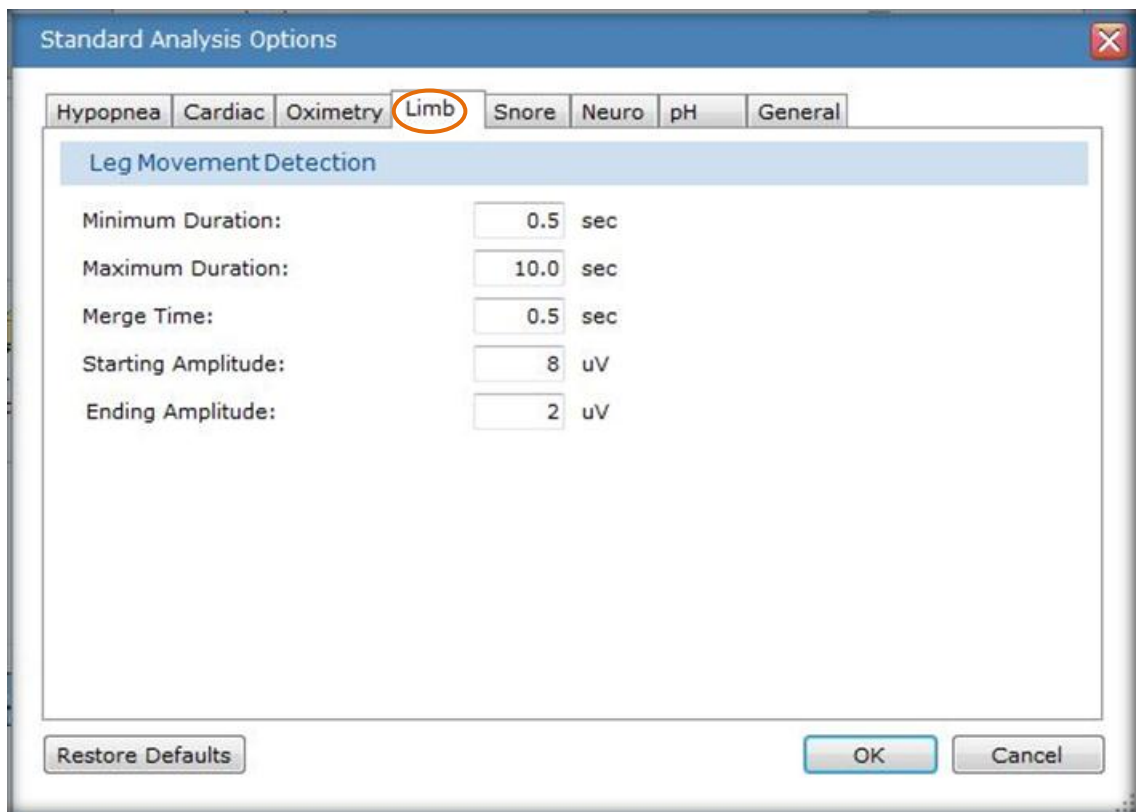 Standard Analysis Options
Hypopnea Cardiac Oximetry Limb Snore Neuro pH General
Leg Movement Detection
Minimum Duration: 0.5 sec
Maximum Duration: 10.0 sec
Merge Time: 0.5 sec
Starting Amplitude: 8 uV
Ending Amplitude: 2 uV
Restore Defaults OK Cancel